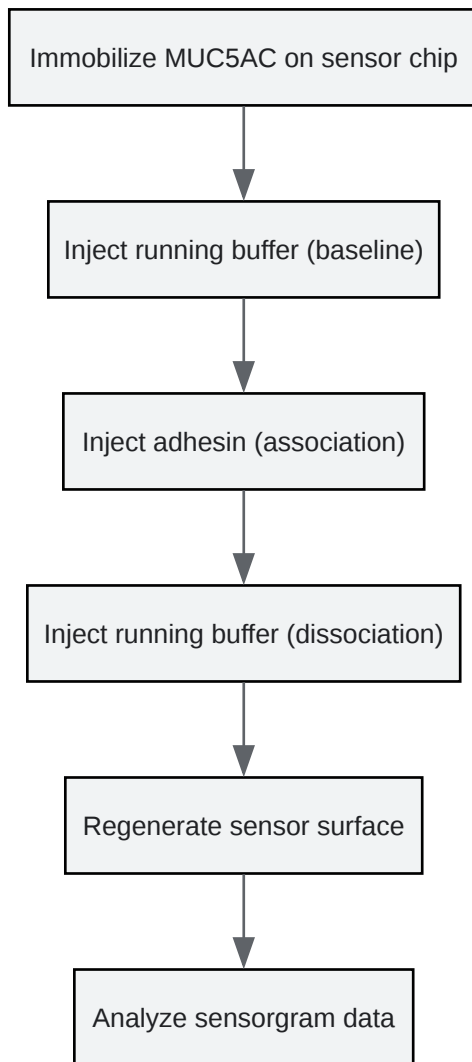 Immobilize MUC5AC on sensor chip
Inject running buffer (baseline)
Inject adhesin (association)
Inject running buffer (dissociation)
Regenerate sensor surface
Analyze sensorgram data